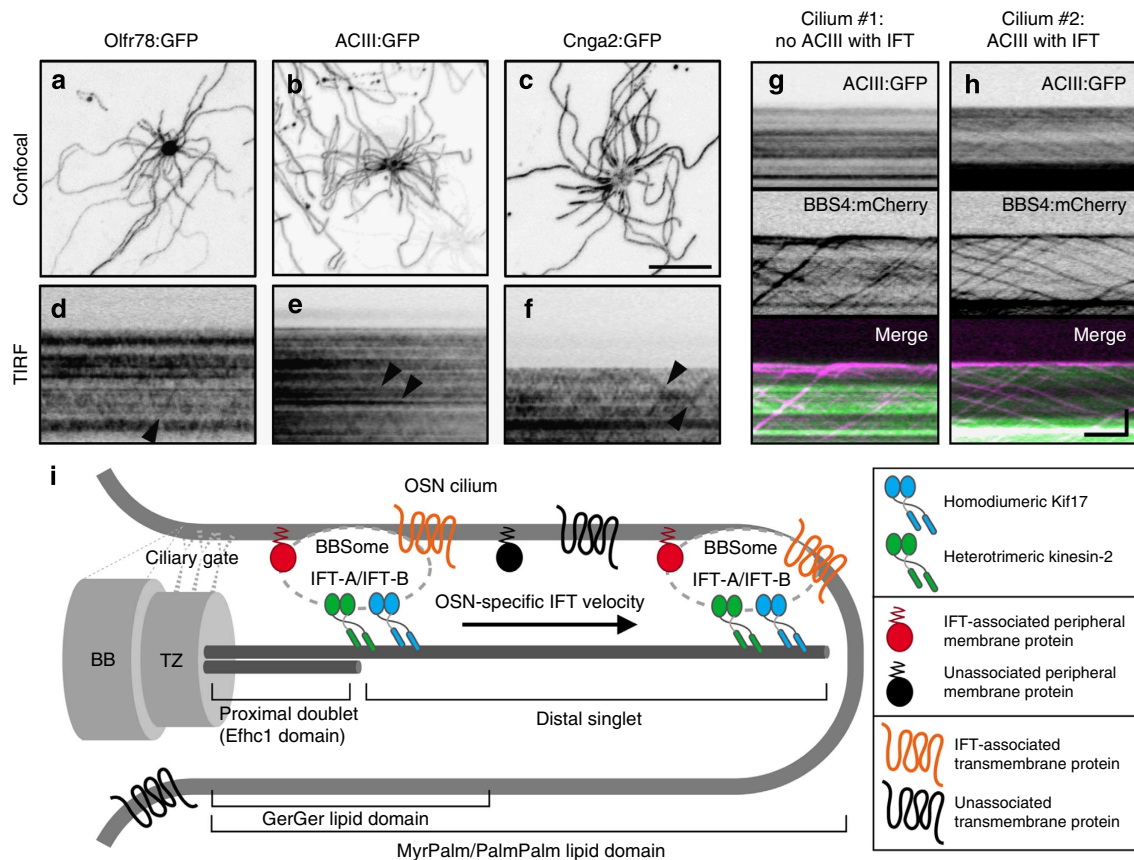 Olfr78:GFP
ACIII:GFP
Cnga2:GFP
Cilium #1:
no ACIII with IFT
Cilium #2:
ACIII with IFT
Confocal
a
b
c
g
ACIII:GFP
h
ACIII:GFP
BBS4:mCherry
BBS4:mCherry
TIRF
d
e
f
Merge
Merge
i
OSN cilium
Ciliary gate
BBSome
IFT-A/IFT-B
BBSome
IFT-A/IFT-B
OSN-specific IFT velocity
BB
TZ
Proximal doublet
(Efhc1 domain)
Distal singlet
GerGer lipid domain
MyrPalm/PalmPalm lipid domain
Homodiumeric Kif17
Heterotrimeric kinesin-2
IFT-associated peripheral
membrane protein
Unassociated peripheral
membrane protein
IFT-associated
transmembrane protein
Unassociated
transmembrane protein